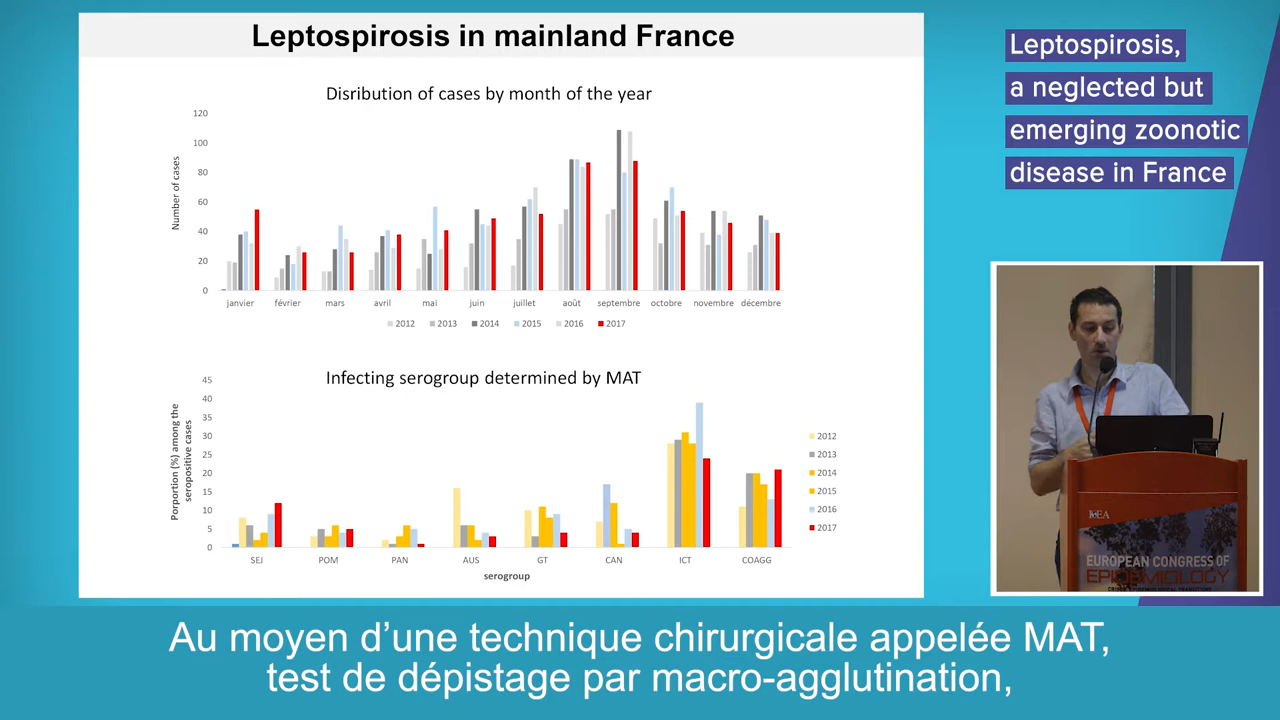 Leptospirosis in mainland France
Disribution of cases by month of the year
120
100
80
60
40
20
0
Number of cases
janvier février mars avril mai juin juillet août septembre octobre novembre décembre
2012 2013 2014 2015 2016 2017
Infecting serogroup determined by MAT
45
40
35
30
25
20
15
10
5
0
Porportion (%) among the
seropositive cases
SEJ POM PAN AUS GT CAN ICT COAGG
serogroup
2012
2013
2014
2015
2016
2017
Leptospirosis,
a neglected but
emerging zoonotic
disease in France
EUROPEAN CONGRESS OF
EPIDEMIOLOGY
Au moyen d’une technique chirurgicale appelée MAT,
test de dépistage par macro-agglutination,